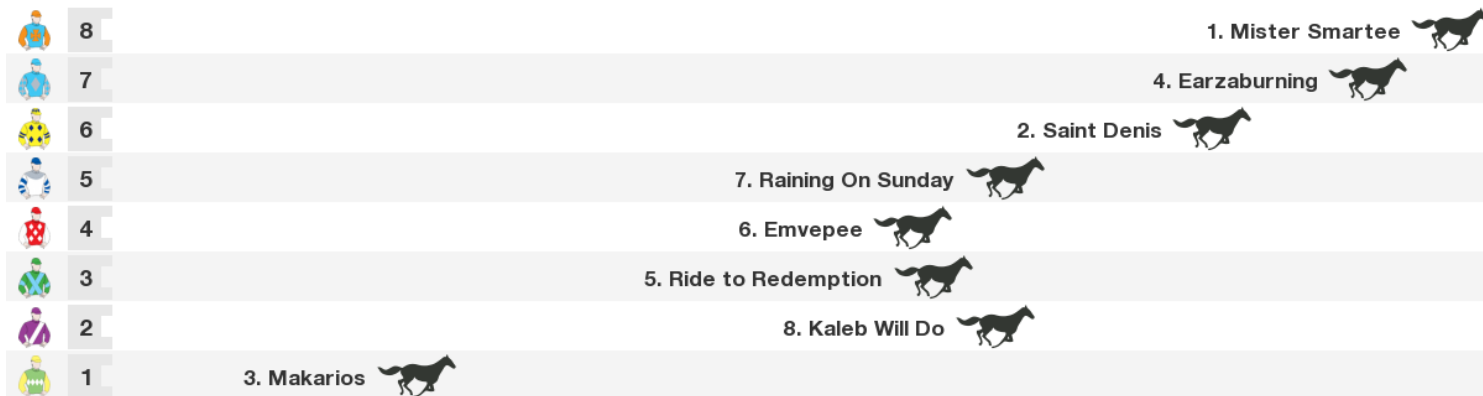 8 1. Mister Smartee
7 4. Earzaburning
6 2. Saint Denis
5 7. Raining On Sunday
4 6. Emvepee
3 5. Ride to Redemption
2 8. Kaleb Will Do
1 3. Makarios